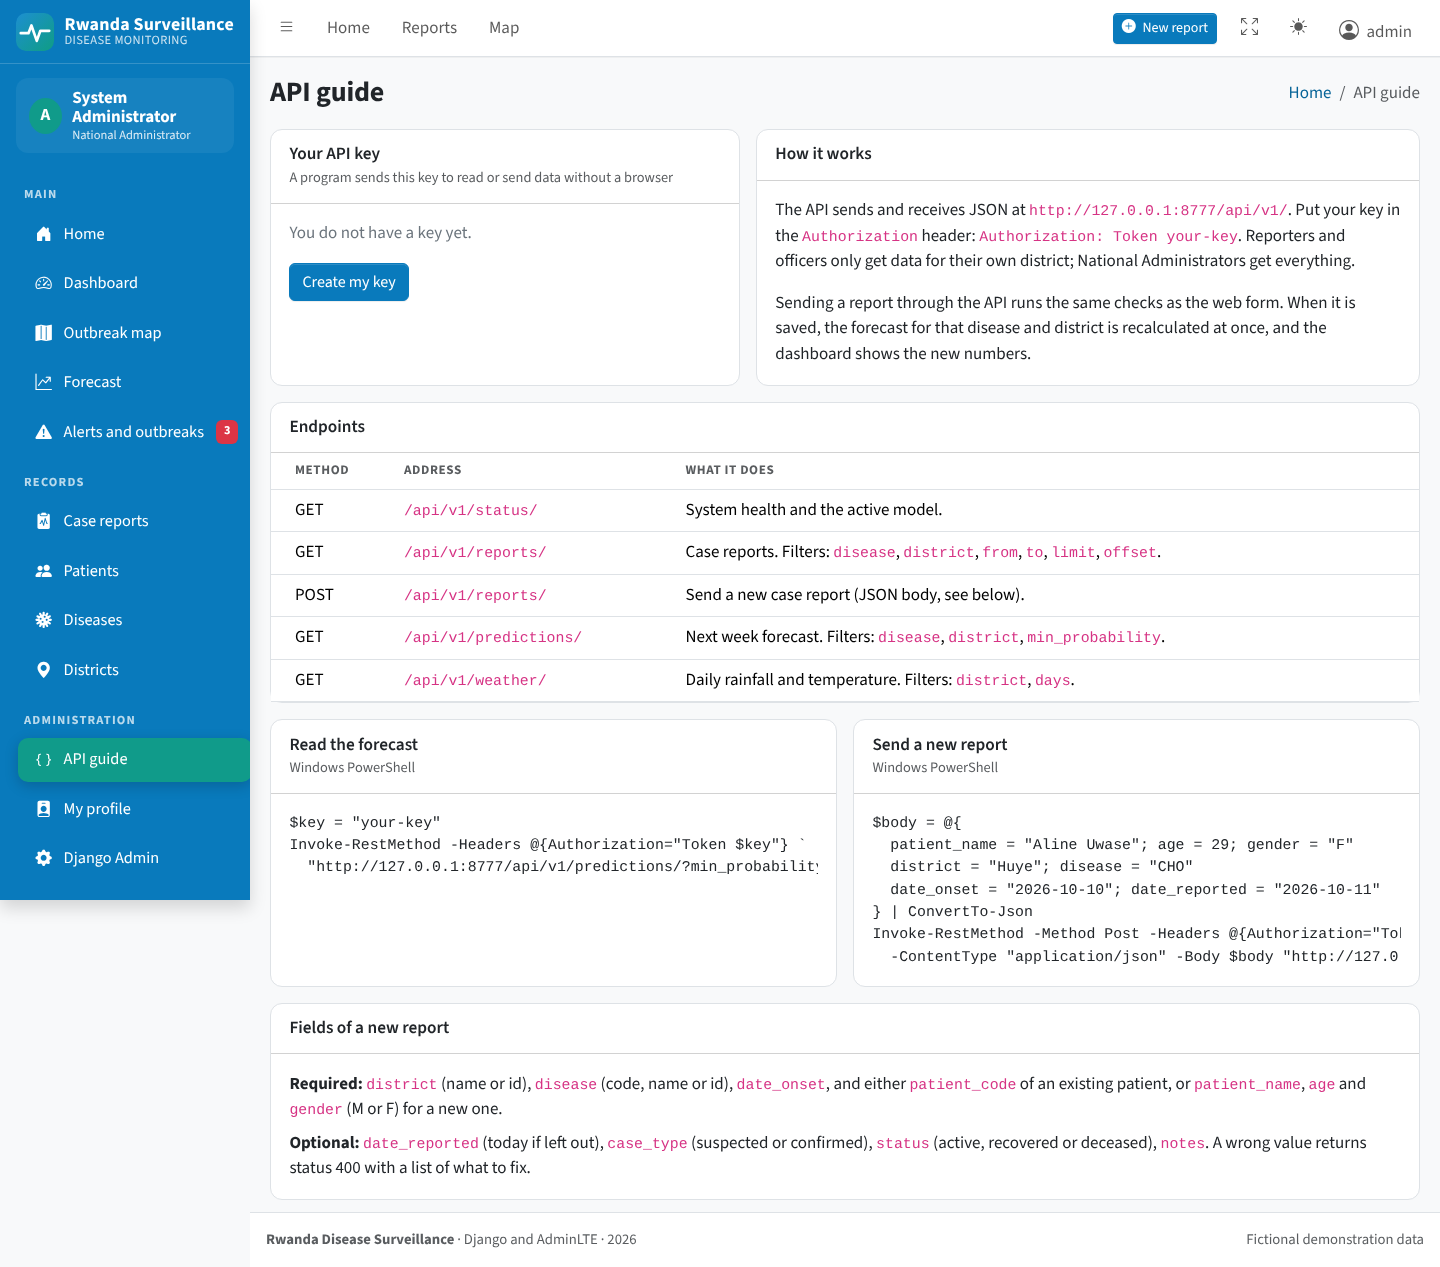 Rwanda Surveillance
DISEASE MONITORING
A
System
Administrator
National Administrator
MAIN
Home
Dashboard
Outbreak map
Forecast
Alerts and outbreaks 3
RECORDS
Case reports
Patients
Diseases
Districts
ADMINISTRATION
{ } API guide
My profile
Django Admin
Home Reports Map
New report admin
API guide
Home / API guide
Your API key
A program sends this key to read or send data without a browser
You do not have a key yet.
Create my key
How it works
The API sends and receives JSON at http://127.0.0.1:8777/api/v1/. Put your key in
the Authorization header: Authorization: Token your-key. Reporters and
officers only get data for their own district; National Administrators get everything.
Sending a report through the API runs the same checks as the web form. When it is
saved, the forecast for that disease and district is recalculated at once, and the
dashboard shows the new numbers.
Endpoints
METHOD ADDRESS WHAT IT DOES
GET /api/v1/status/ System health and the active model.
GET /api/v1/reports/ Case reports. Filters: disease, district, from, to, limit, offset.
POST /api/v1/reports/ Send a new case report (JSON body, see below).
GET /api/v1/predictions/ Next week forecast. Filters: disease, district, min_probability.
GET /api/v1/weather/ Daily rainfall and temperature. Filters: district, days.
Read the forecast
Windows PowerShell
$key = "your-key"
Invoke-RestMethod -Headers @{Authorization="Token $key"} `
"http://127.0.0.1:8777/api/v1/predictions/?min_probability
Send a new report
Windows PowerShell
$body = @{
patient_name = "Aline Uwase"; age = 29; gender = "F"
district = "Huye"; disease = "CHO"
date_onset = "2026-10-10"; date_reported = "2026-10-11"
} | ConvertTo-Json
Invoke-RestMethod -Method Post -Headers @{Authorization="Tok
-ContentType "application/json" -Body $body "http://127.0
Fields of a new report
Required: district (name or id), disease (code, name or id), date_onset, and either patient_code of an existing patient, or patient_name, age and
gender (M or F) for a new one.
Optional: date_reported (today if left out), case_type (suspected or confirmed), status (active, recovered or deceased), notes. A wrong value returns
status 400 with a list of what to fix.
Rwanda Disease Surveillance · Django and AdminLTE · 2026
Fictional demonstration data